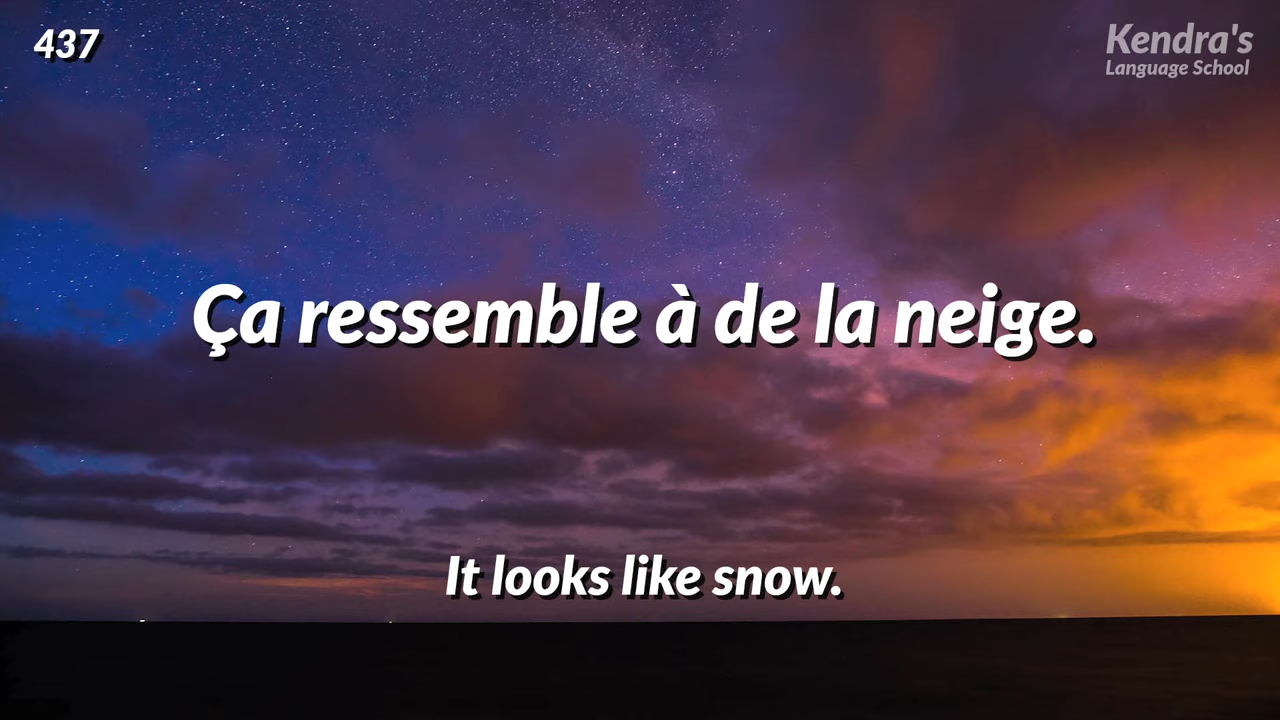 437
Kendra's
Language School
Ça ressemble à de la neige.
It looks like snow.